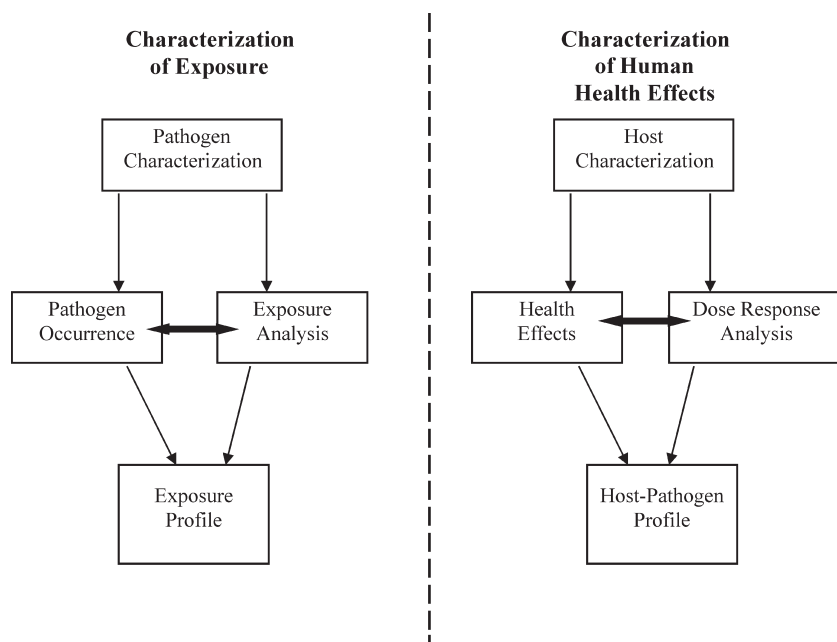 Characterization
of Exposure
Pathogen
Characterization
Pathogen
Occurrence
Exposure
Analysis
Exposure
Profile
Characterization
of Human
Health Effects
Host
Characterization
Health
Effects
Dose Response
Analysis
Host-Pathogen
Profile